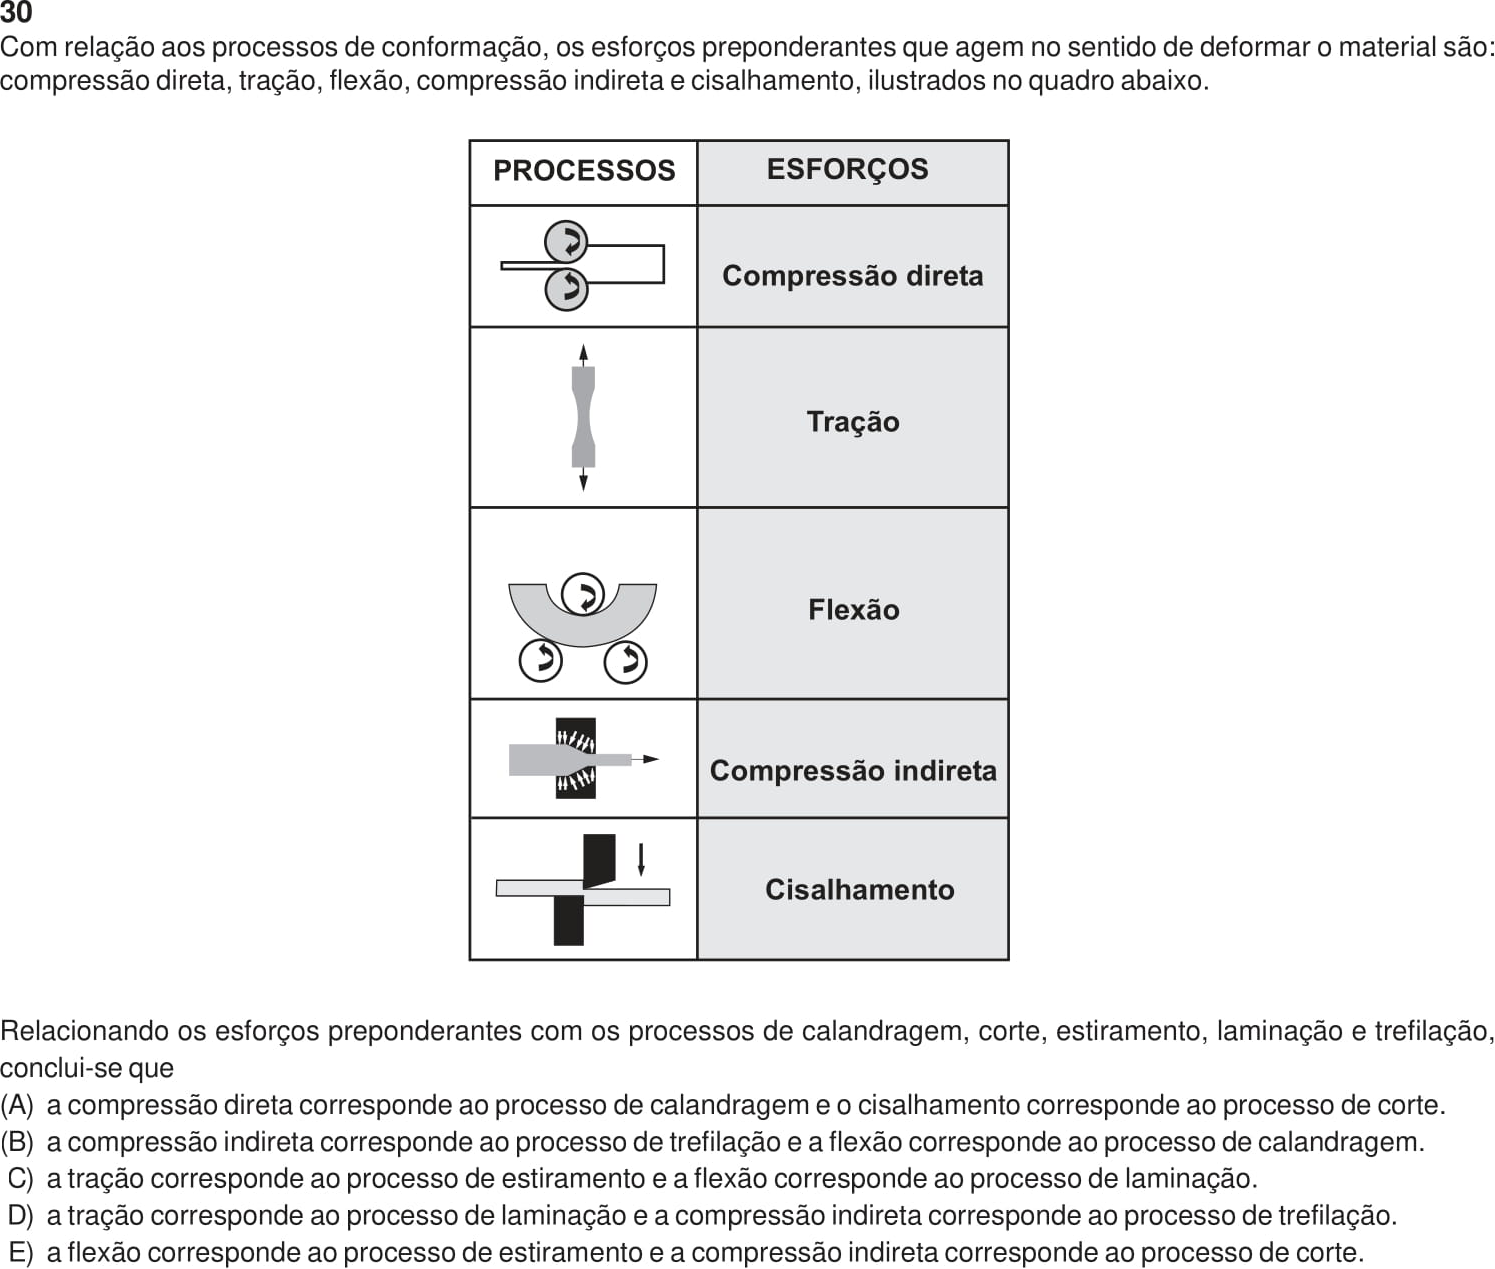 30
Com relação aos processos de conformação, os esforços preponderantes que agem no sentido de deformar o material são:
compressão direta, tração, flexão, compressão indireta e cisalhamento, ilustrados no quadro abaixo.
PROCESSOS ESFORÇOS
Compressão direta
Tração
Flexão
Compressão indireta
Cisalhamento
Relacionando os esforços preponderantes com os processos de calandragem, corte, estiramento, laminação e trefilação,
conclui-se que
(A) a compressão direta corresponde ao processo de calandragem e o cisalhamento corresponde ao processo de corte.
(B) a compressão indireta corresponde ao processo de trefilação e a flexão corresponde ao processo de calandragem.
C) a tração corresponde ao processo de estiramento e a flexão corresponde ao processo de laminação.
D) a tração corresponde ao processo de laminação e a compressão indireta corresponde ao processo de trefilação.
E) a flexão corresponde ao processo de estiramento e a compressão indireta corresponde ao processo de corte.